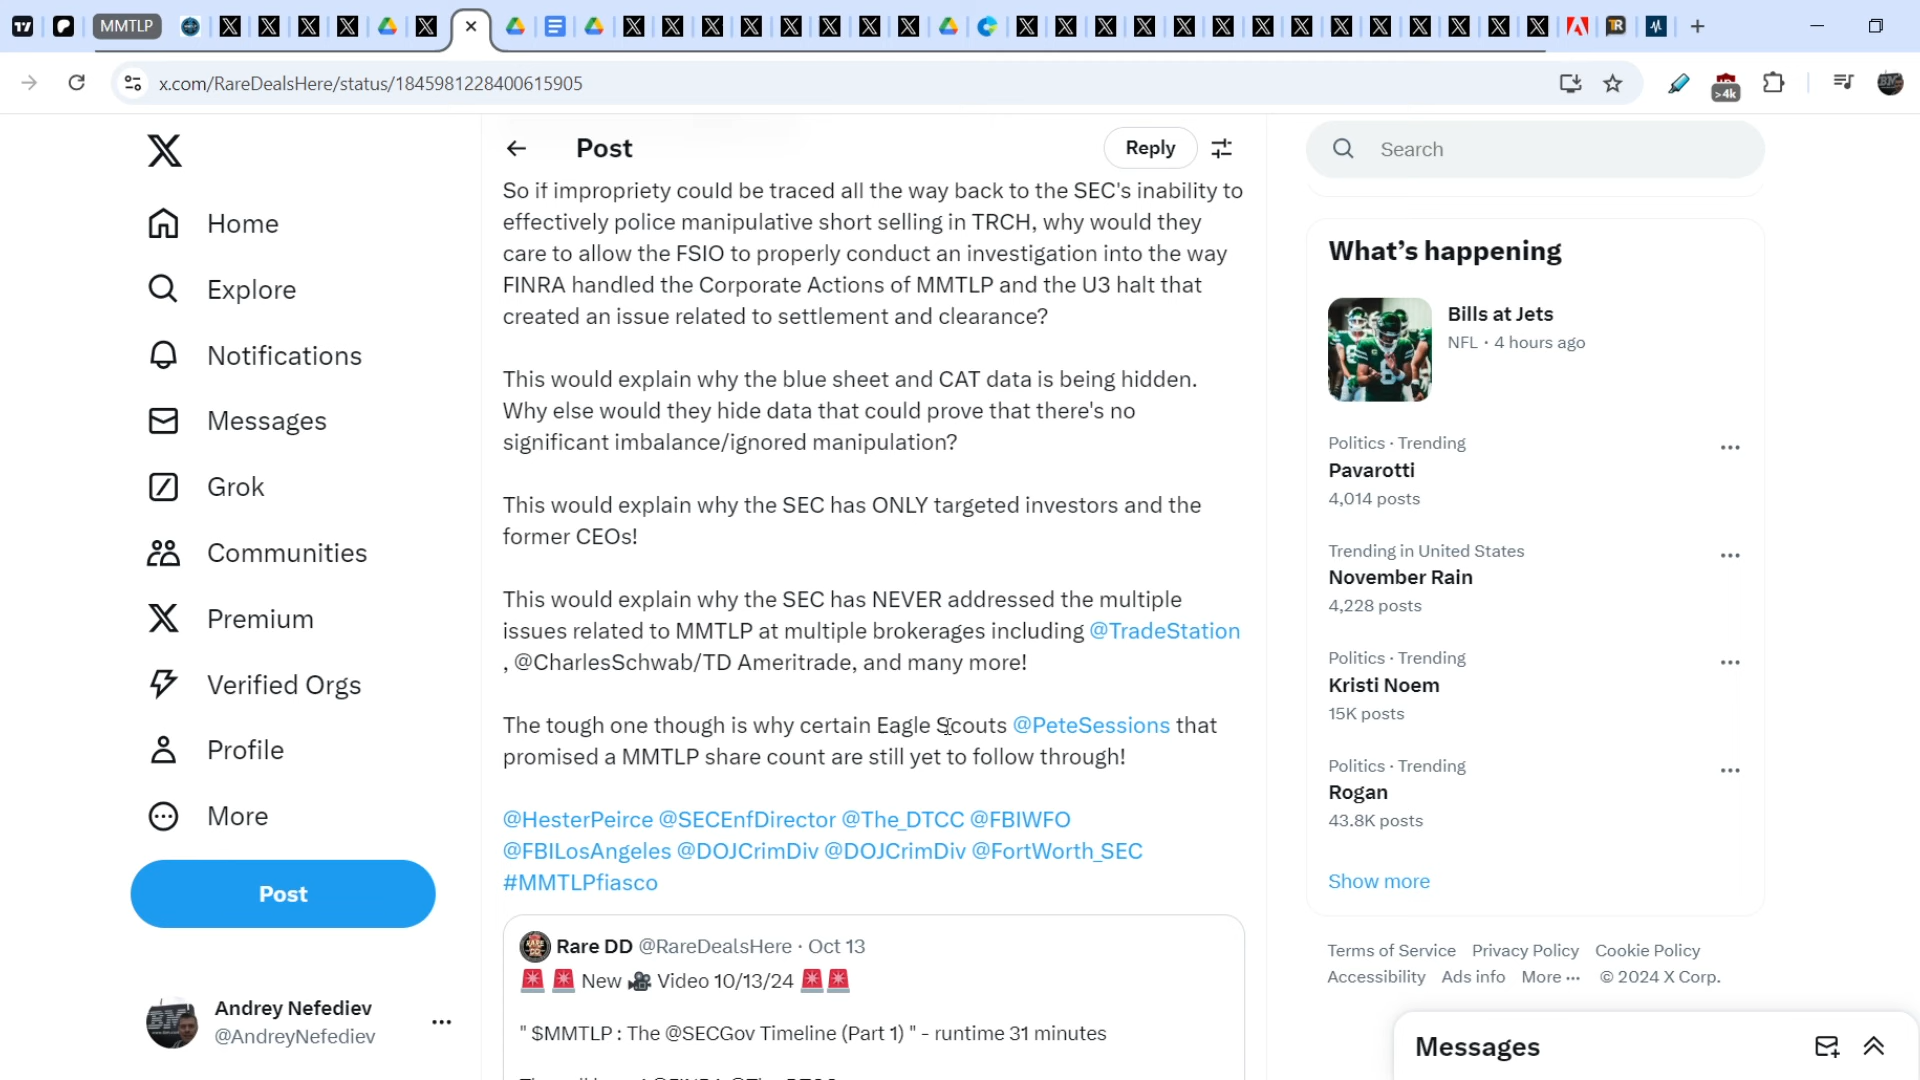 MMTLP
x.com/RareDealsHere/status/1845981228400615905
>4k
Home
Explore
Notifications
Messages
Grok
Communities
Premium
Verified Orgs
Profile
More
Post
Andrey Nefediev
@AndreyNefediev
Post
Reply
So if impropriety could be traced all the way back to the SEC's inability to
effectively police manipulative short selling in TRCH, why would they
care to allow the FSIO to properly conduct an investigation into the way
FINRA handled the Corporate Actions of MMTLP and the U3 halt that
created an issue related to settlement and clearance?
This would explain why the blue sheet and CAT data is being hidden.
Why else would they hide data that could prove that there's no
significant imbalance/ignored manipulation?
This would explain why the SEC has ONLY targeted investors and the
former CEOs!
This would explain why the SEC has NEVER addressed the multiple
issues related to MMTLP at multiple brokerages including @TradeStation
, @CharlesSchwab/TD Ameritrade, and many more!
The tough one though is why certain Eagle Scouts @PeteSessions that
promised a MMTLP share count are still yet to follow through!
@HesterPeirce @SECEnfDirector @The_DTCC @FBIWFO
@FBILosAngeles @DOJCrimDiv @DOJCrimDiv @FortWorth_SEC
#MMTLPfiasco
Rare DD @RareDealsHere · Oct 13
🚨 🚨 New 🎥 Video 10/13/24 🚨🚨
" $MMTLP : The @SECGov Timeline (Part 1) " - runtime 31 minutes
Search
What's happening
Bills at Jets
NFL · 4 hours ago
Politics · Trending
Pavarotti
4,014 posts
Trending in United States
November Rain
4,228 posts
Politics · Trending
Kristi Noem
15K posts
Politics · Trending
Rogan
43.8K posts
Show more
Terms of Service Privacy Policy Cookie Policy
Accessibility Ads info More ··· © 2024 X Corp.
Messages